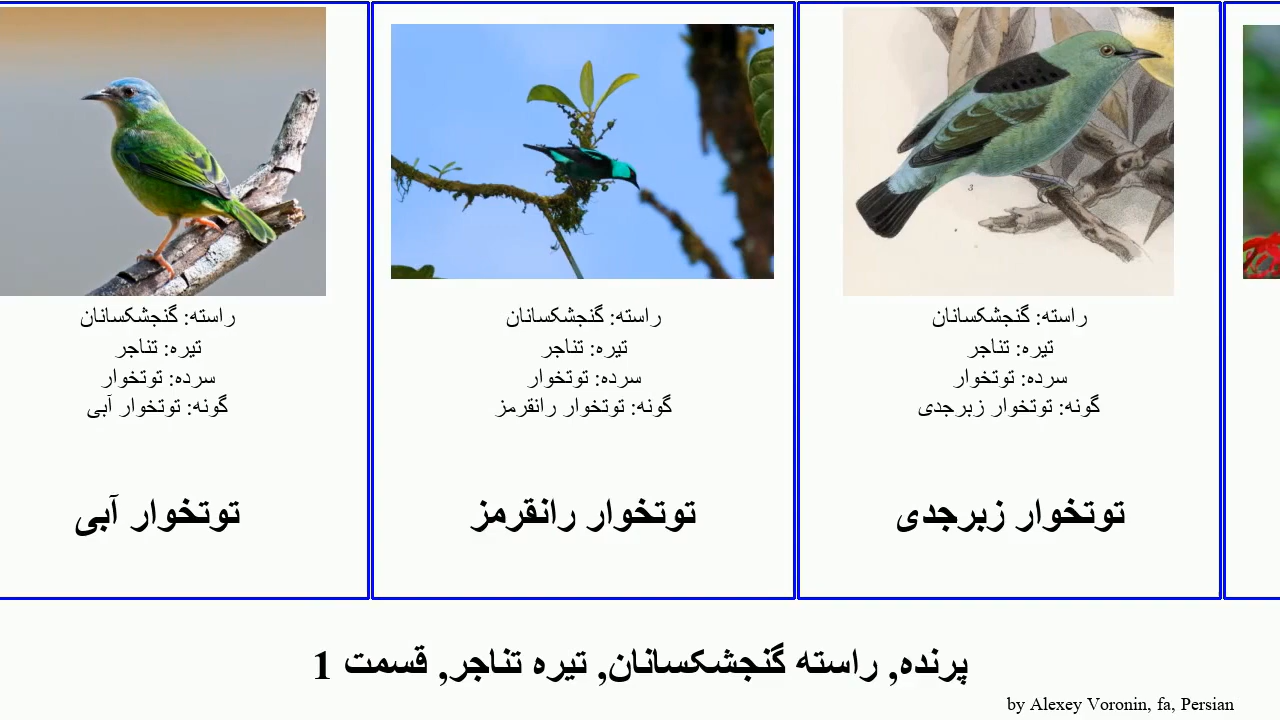 راسته: گنجشکسانان
تیره: تناجر
سرده: توتخوار
گونه: توتخوار آبی
توتخوار آبی
راسته: گنجشکسانان
تیره: تناجر
سرده: توتخوار
گونه: توتخوار رانقرمز
توتخوار رانقرمز
3
راسته: گنجشکسانان
تیره: تناجر
سرده: توتخوار
گونه: توتخوار زبرجدی
توتخوار زبرجدی
پرنده, راسته گنجشکسانان, تیره تناجر, قسمت 1
by Alexey Voronin, fa, Persian